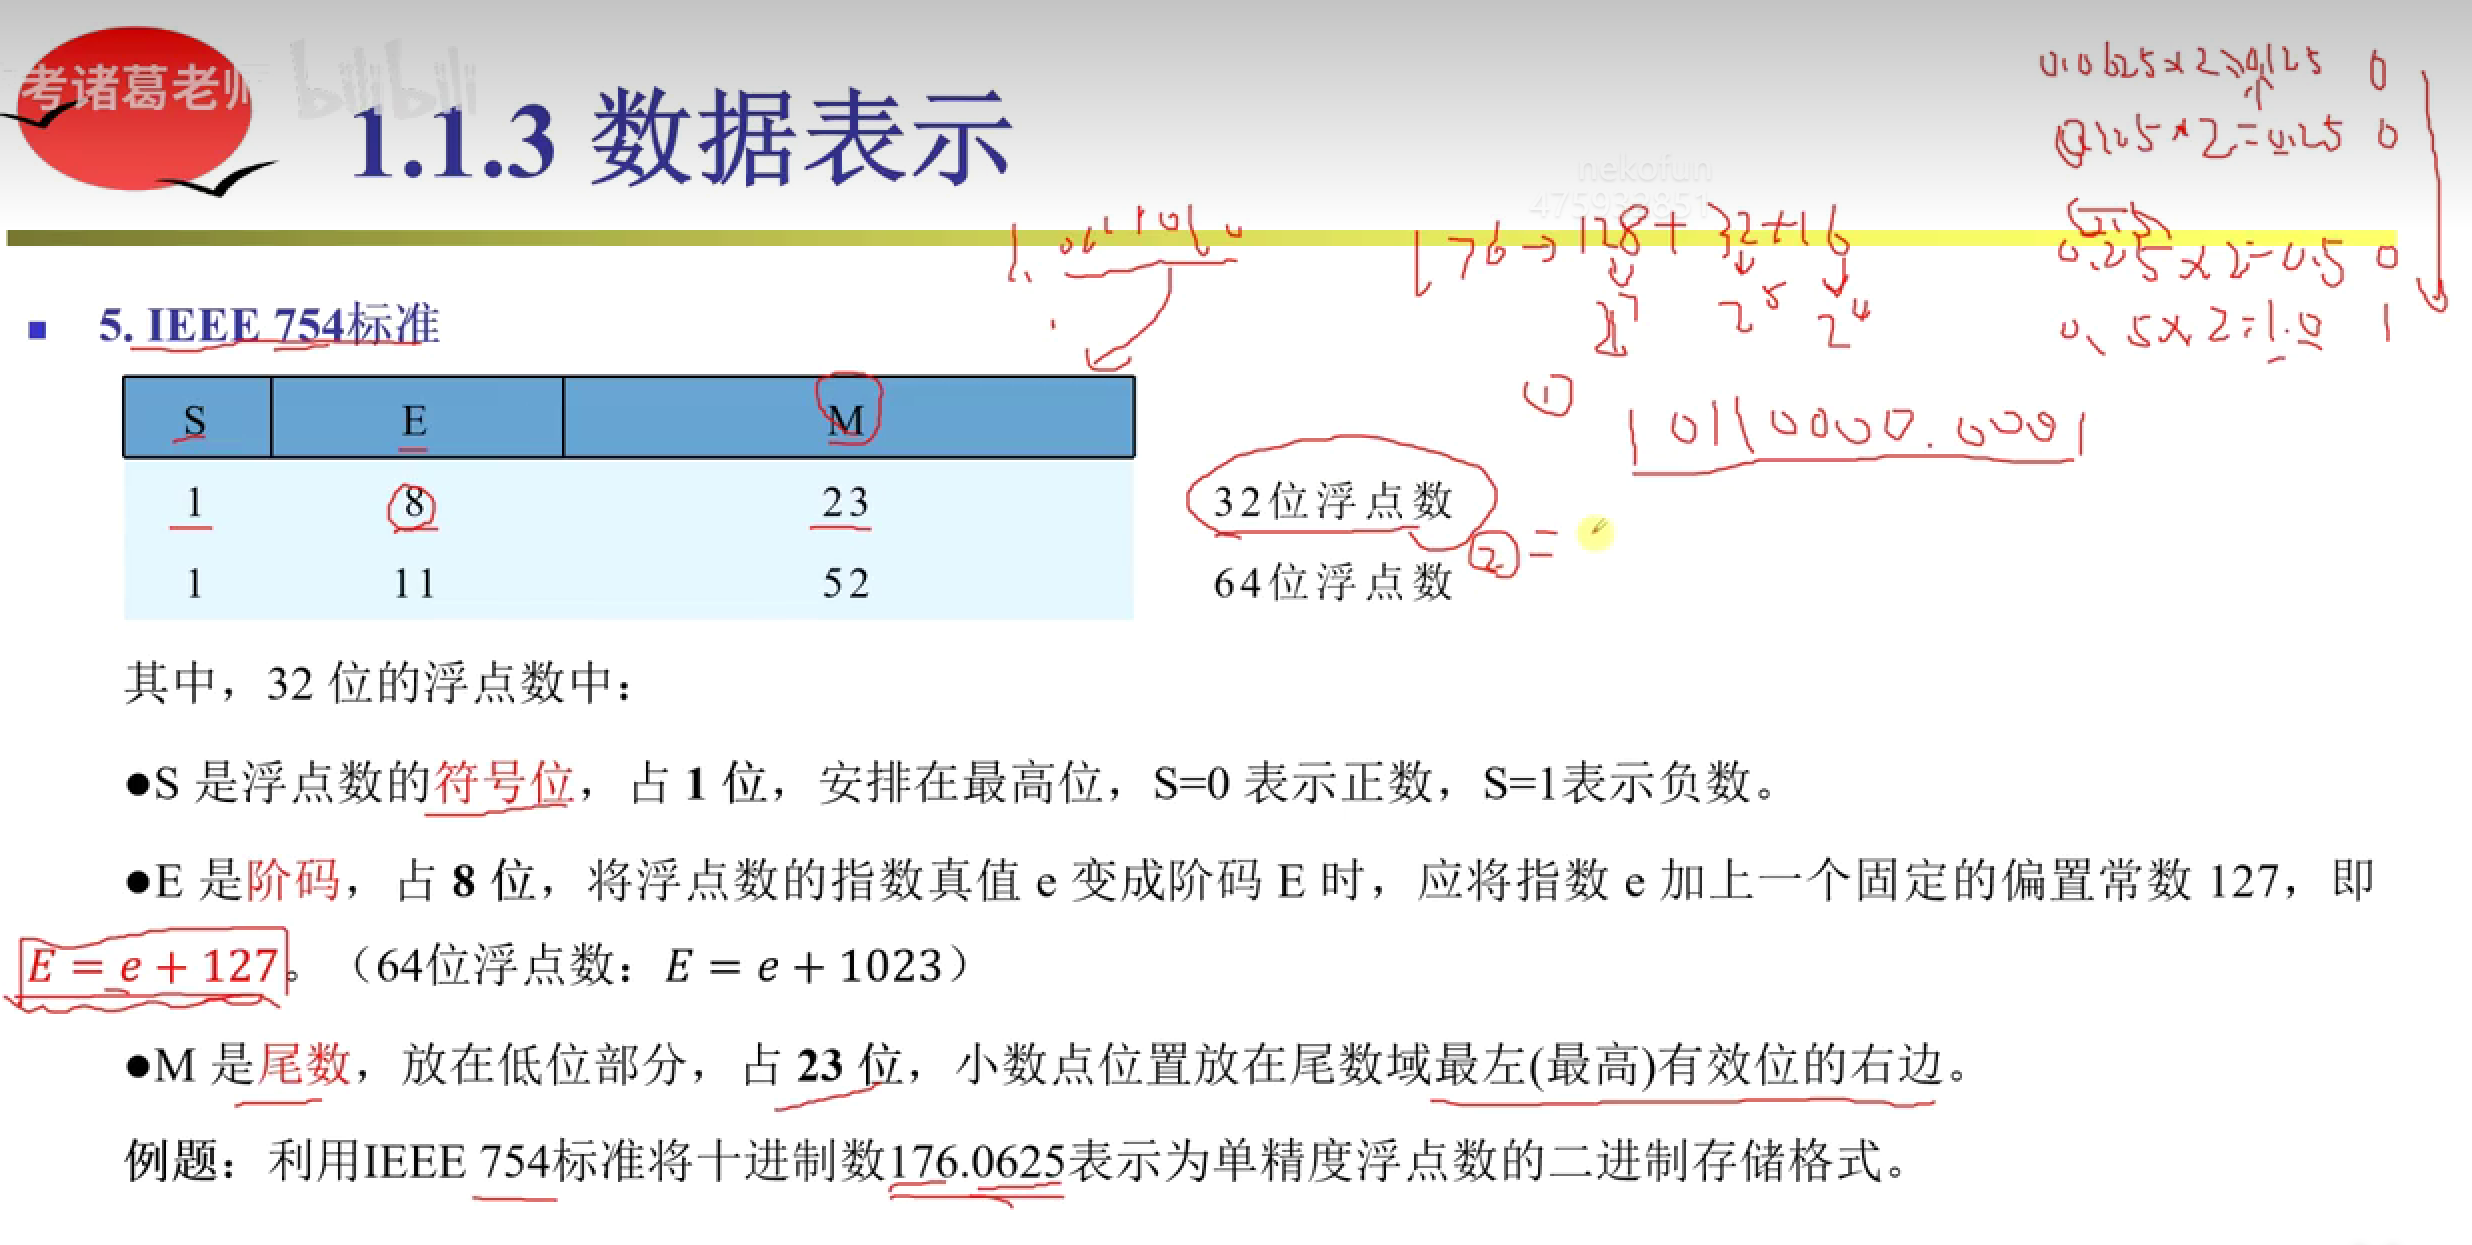 考诸葛老师
bilibili
1.1.3 数据表示
nekofun
0.0625×2=0.125 0
0.125×2=0.25 0
0.25×2=0.5 0
0.5×2=1.0 1
176→128+32+16
2⁷ 2⁵ 2⁴
5. IEEE 754标准
S E M
① 10110000.0001
1 8 23 32位浮点数
② =
1 11 52 64位浮点数
其中，32 位的浮点数中：
●S 是浮点数的符号位，占 1 位，安排在最高位，S=0 表示正数，S=1表示负数。
●E 是阶码，占 8 位，将浮点数的指数真值 e 变成阶码 E 时，应将指数 e 加上一个固定的偏置常数 127，即
E = e + 127。（64位浮点数：E = e + 1023）
●M 是尾数，放在低位部分，占 23 位，小数点位置放在尾数域最左(最高)有效位的右边。
例题：利用IEEE 754标准将十进制数176.0625表示为单精度浮点数的二进制存储格式。